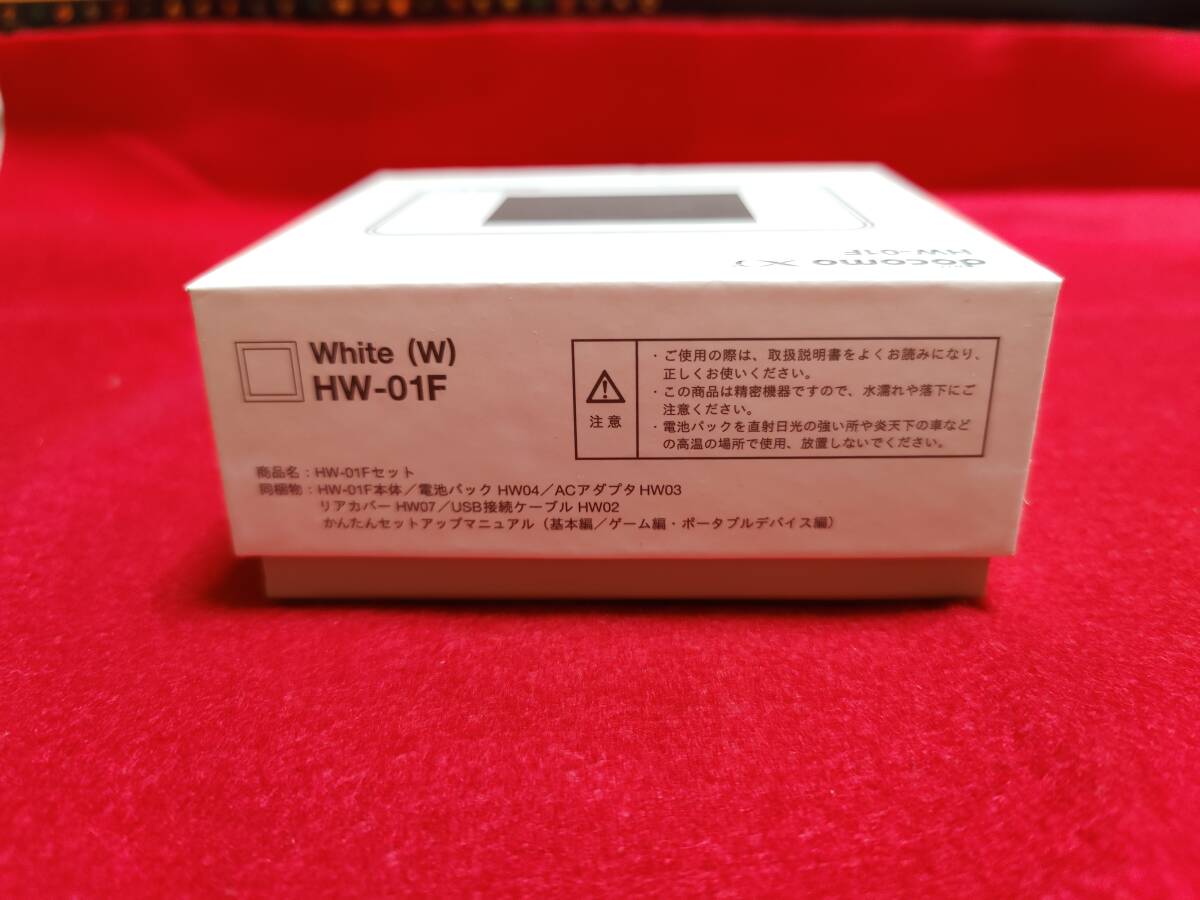 docomo Xi
HW-01F
White (W)
HW-01F
注意
・ご使用の際は、取扱説明書をよくお読みになり、
正しくお使いください。
・この商品は精密機器ですので、水濡れや落下にご
注意ください。
・電池パックを直射日光の強い所や炎天下の車など
の高温の場所で使用、放置しないでください。
商品名：HW-01Fセット
同梱物：HW-01F本体／電池パック HW04／ACアダプタ HW03
リアカバー HW07／USB接続ケーブル HW02
かんたんセットアップマニュアル（基本編／ゲーム編・ポータブルデバイス編）